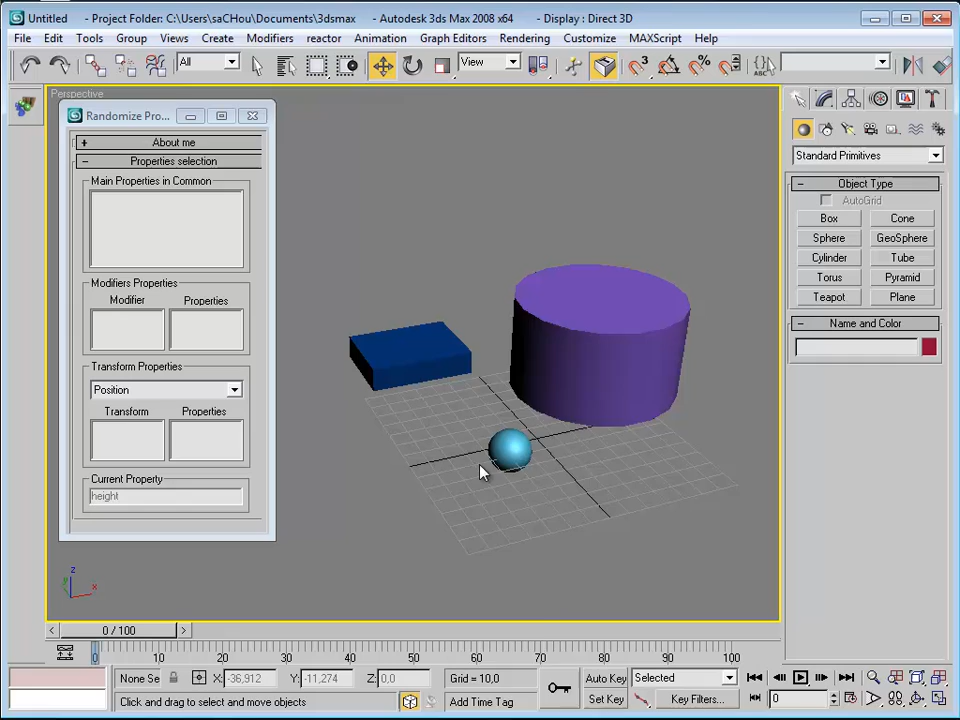 Untitled - Project Folder: C:\Users\saCHou\Documents\3dsmax - Autodesk 3ds Max 2008 x64 - Display : Direct 3D
File Edit Tools Group Views Create Modifiers reactor Animation Graph Editors Rendering Customize MAXScript Help
All View
Perspective
Randomize Pro...
+ About me
- Properties selection
Main Properties in Common
Modifiers Properties
Modifier Properties
Transform Properties
Position
Transform Properties
Current Property
height
Standard Primitives
- Object Type
AutoGrid
Box Cone
Sphere GeoSphere
Cylinder Tube
Torus Pyramid
Teapot Plane
- Name and Color
z
y
x
< 0 / 100 >
0 10 20 30 40 50 60 70 80 90 100
None Se X: -36,912 Y: -11,274 Z: 0,0 Grid = 10,0 Auto Key Selected
Click and drag to select and move objects Add Time Tag Set Key Key Filters... 0